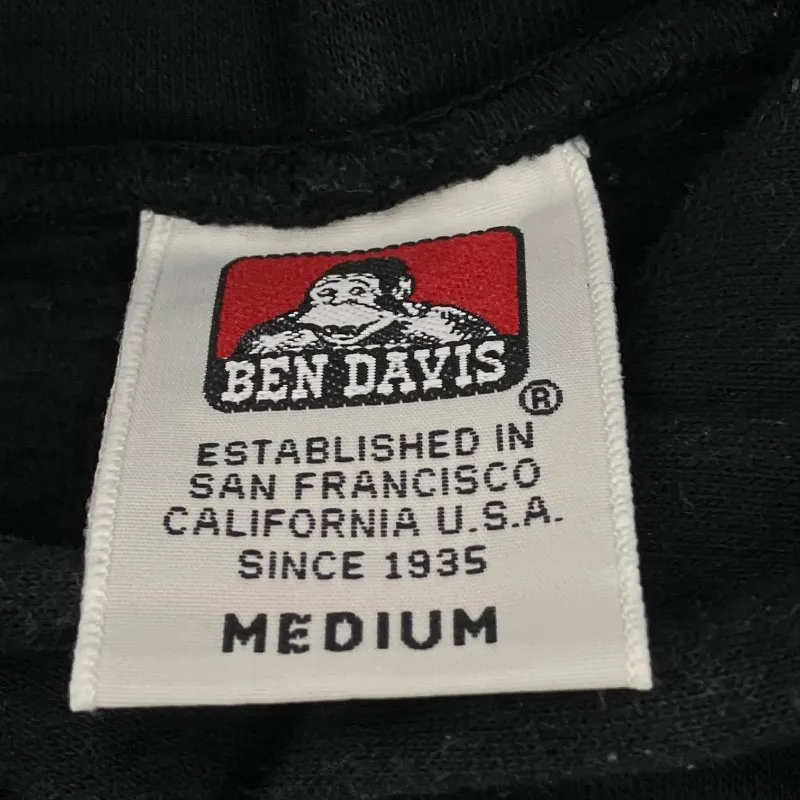 BEN DAVIS
®
ESTABLISHED IN
SAN FRANCISCO
CALIFORNIA U.S.A.
SINCE 1935
MEDIUM